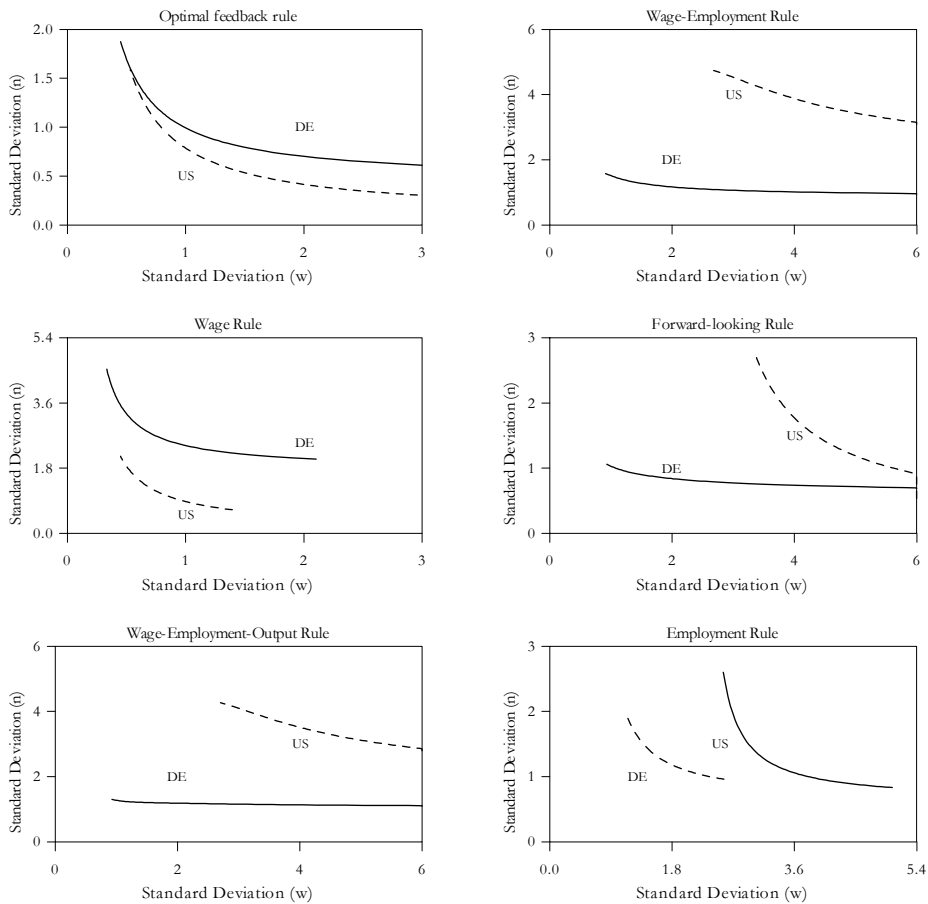 Optimal feedback rule
Standard Deviation (n)
2.0
1.5
1.0
0.5
0.0
DE
US
0
1
2
3
Standard Deviation (w)
Wage-Employment Rule
Standard Deviation (n)
6
4
2
0
US
DE
0
2
4
6
Standard Deviation (w)
Wage Rule
Standard Deviation (n)
5.4
3.6
1.8
0.0
DE
US
0
1
2
3
Standard Deviation (w)
Forward-looking Rule
Standard Deviation (n)
3
2
1
0
US
DE
0
2
4
6
Standard Deviation (w)
Wage-Employment-Output Rule
Standard Deviation (n)
6
4
2
0
US
DE
0
2
4
6
Standard Deviation (w)
Employment Rule
Standard Deviation (n)
3
2
1
0
US
DE
0.0
1.8
3.6
5.4
Standard Deviation (w)